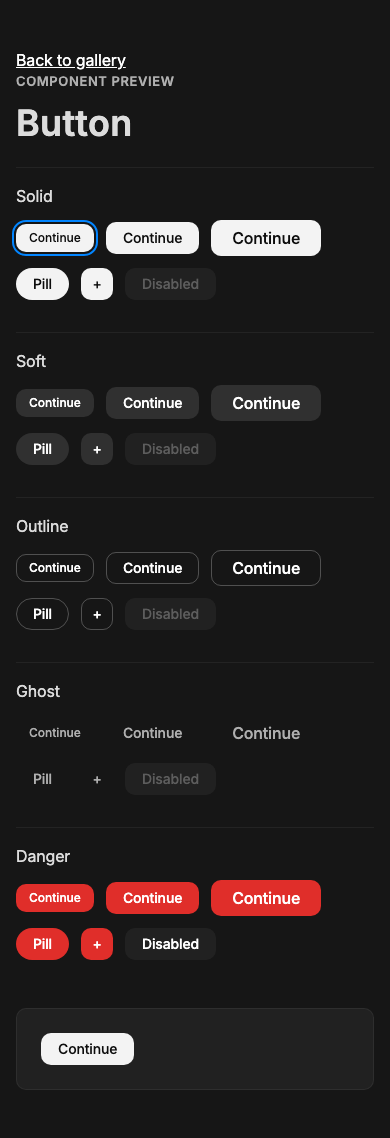 Back to gallery
COMPONENT PREVIEW
Button
Solid
Continue Continue Continue
Pill + Disabled
Soft
Continue Continue Continue
Pill + Disabled
Outline
Continue Continue Continue
Pill + Disabled
Ghost
Continue Continue Continue
Pill + Disabled
Danger
Continue Continue Continue
Pill + Disabled
Continue